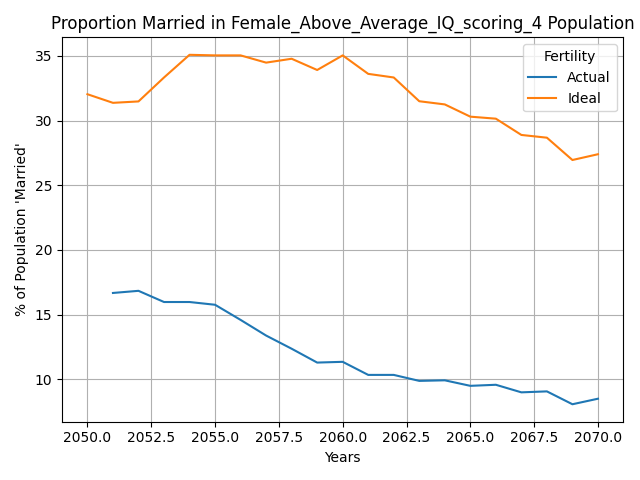 Proportion Married in Female_Above_Average_IQ_scoring_4 Population
Fertility
Actual
Ideal
% of Population 'Married'
35
30
25
20
15
10
2050.0 2052.5 2055.0 2057.5 2060.0 2062.5 2065.0 2067.5 2070.0
Years